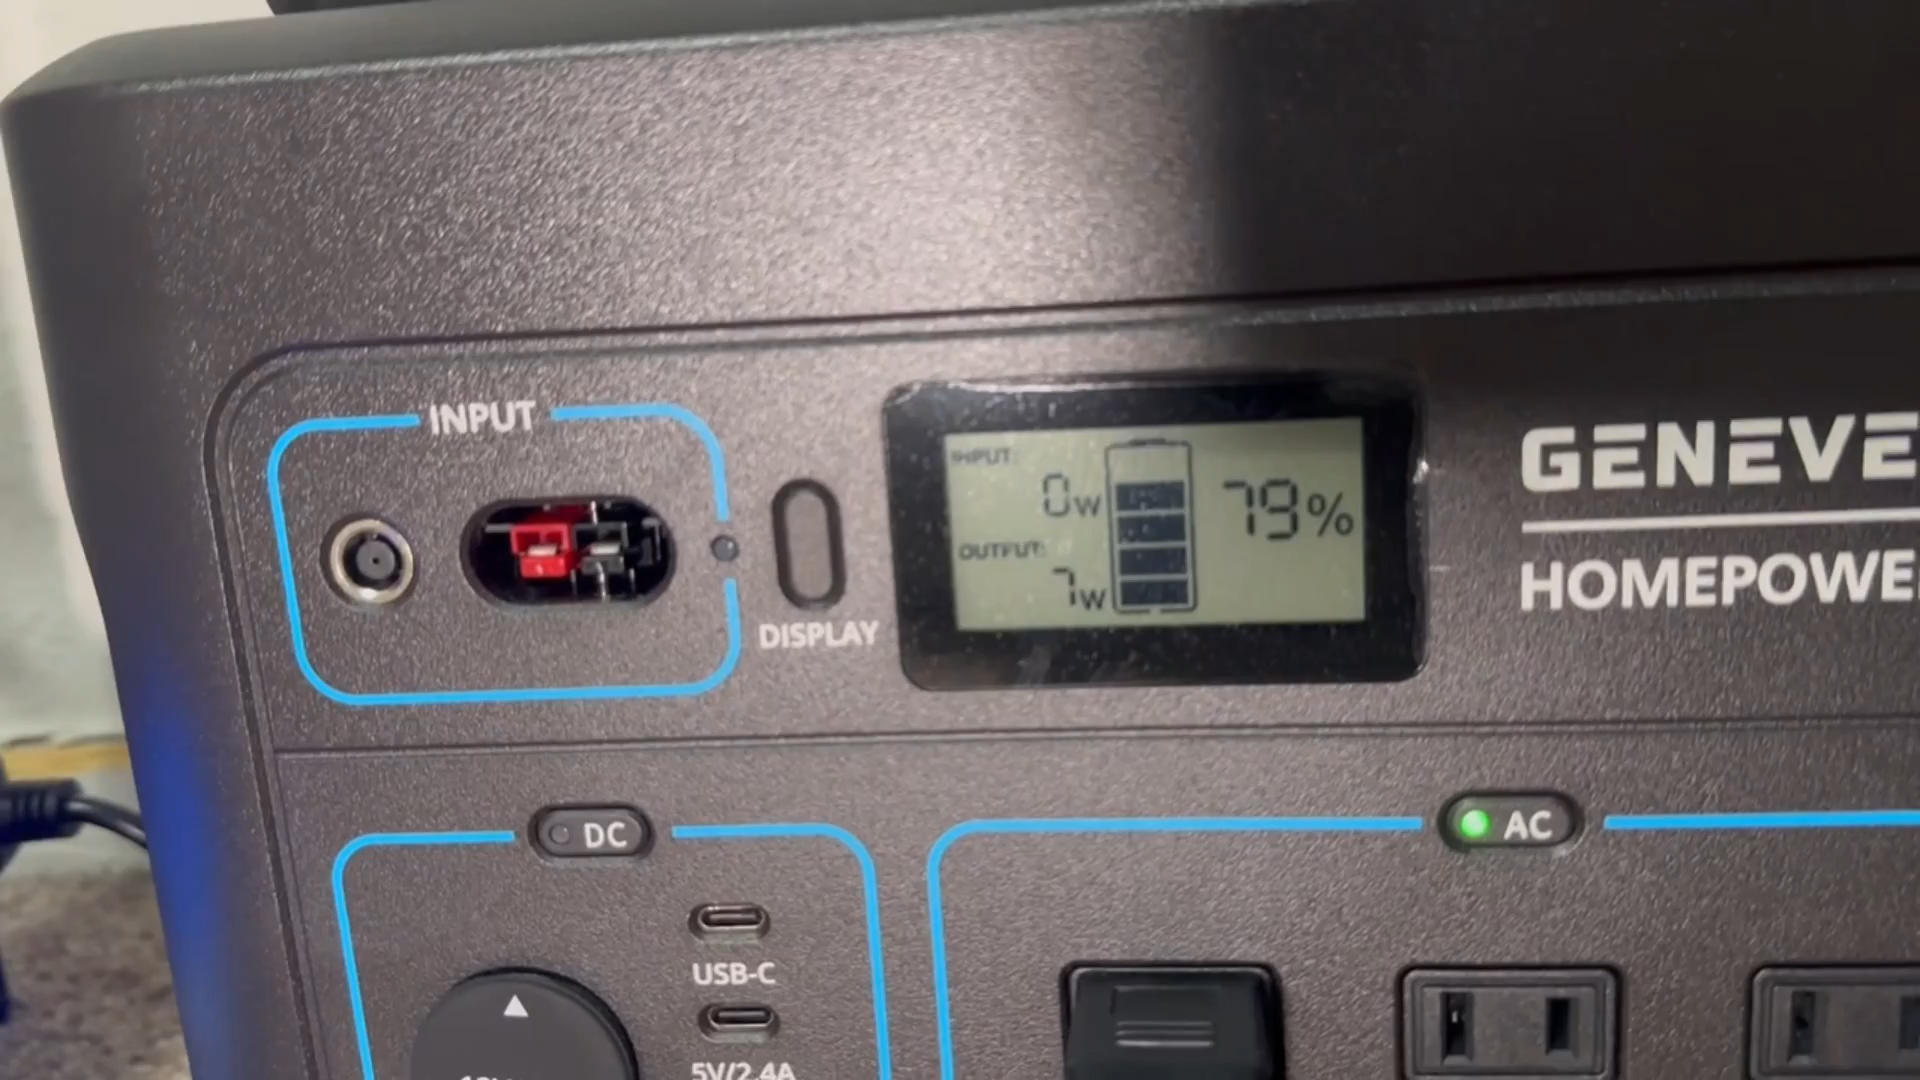 INPUT
INPUT:
0w
79%
OUTPUT:
7w
DISPLAY
GENEVE
HOMEPOWE
DC
AC
USB-C
5V/2.4A